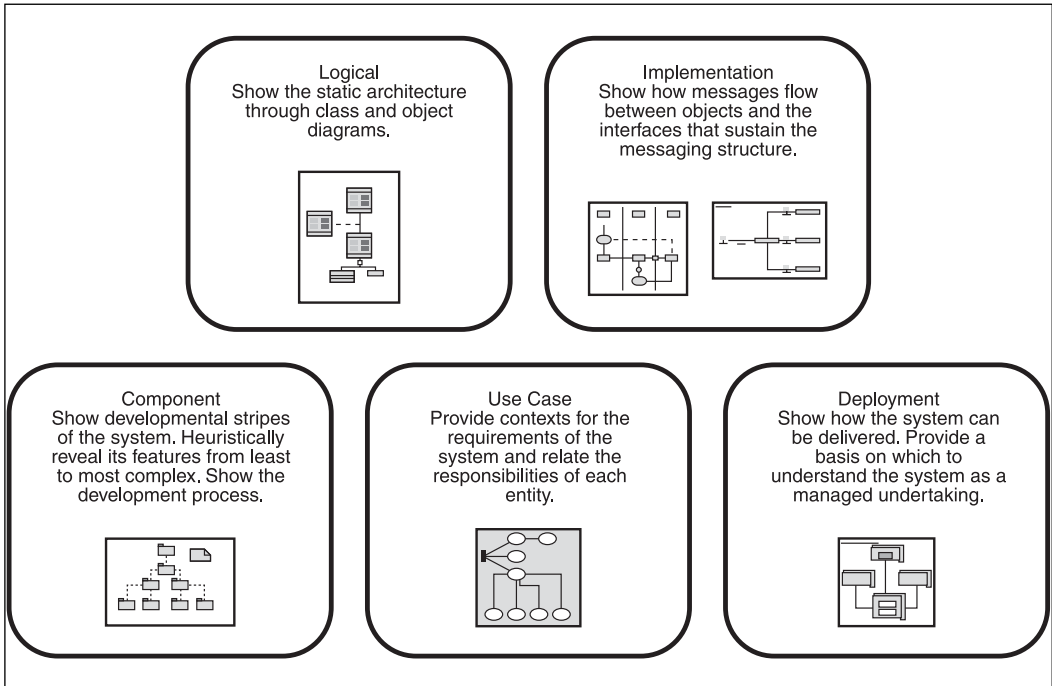 Logical
Show the static architecture
through class and object
diagrams.
Implementation
Show how messages flow
between objects and the
interfaces that sustain the
messaging structure.
Component
Show developmental stripes
of the system. Heuristically
reveal its features from least
to most complex. Show the
development process.
Use Case
Provide contexts for the
requirements of the
system and relate the
responsibilities of each
entity.
Deployment
Show how the system can
be delivered. Provide a
basis on which to
understand the system as a
managed undertaking.